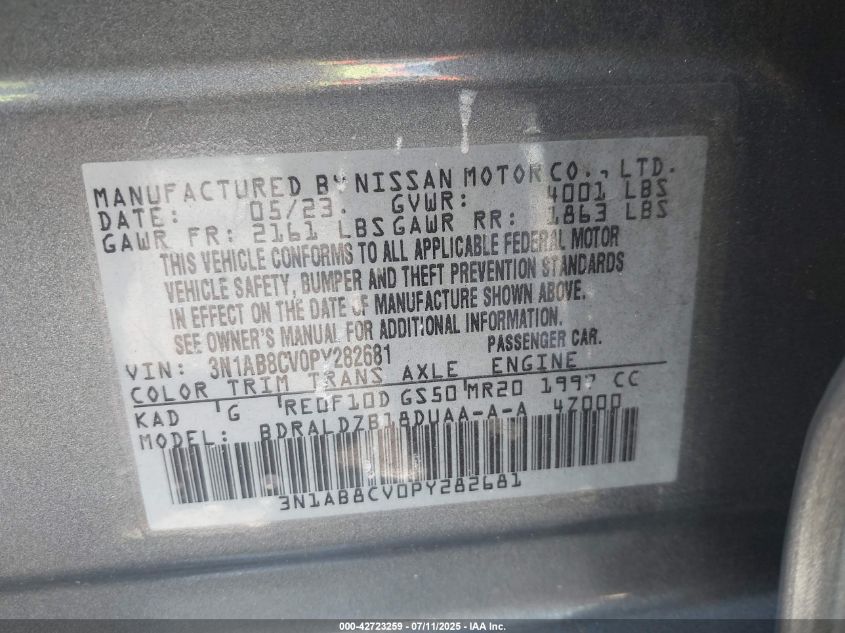 MANUFACTURED BY NISSAN MOTOR CO., LTD.
DATE: 05/23. GVWR: 4001 LBS
GAWR FR: 2161 LBS GAWR RR: 1863 LBS
THIS VEHICLE CONFORMS TO ALL APPLICABLE FEDERAL MOTOR
VEHICLE SAFETY, BUMPER AND THEFT PREVENTION STANDARDS
IN EFFECT ON THE DATE OF MANUFACTURE SHOWN ABOVE.
SEE OWNER'S MANUAL FOR ADDITIONAL INFORMATION.
VIN: 3N1AB8CV0PY282681 PASSENGER CAR.
COLOR TRIM TRANS AXLE ENGINE
KAD G RE0F10D GS50 MR20 1997 CC
MODEL: BDRALDZB18DUAA-A-A 4Z000
3N1AB8CV0PY282681
000-42723259 - 07/11/2025 - IAA Inc.